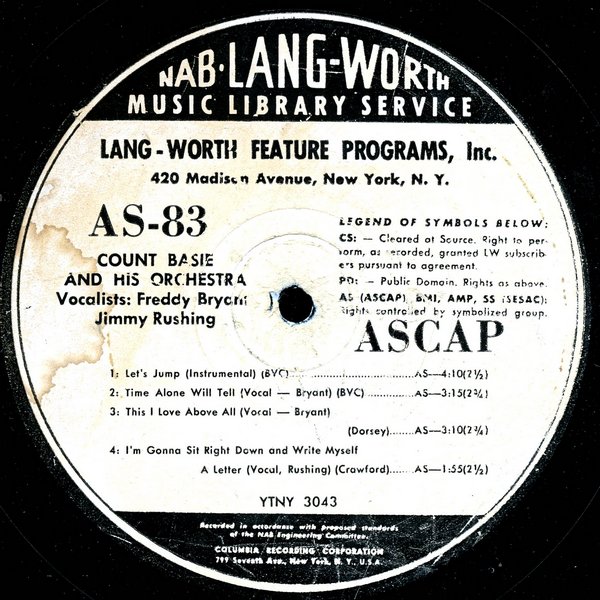 NAB·LANG-WORTH
MUSIC LIBRARY SERVICE
LANG-WORTH FEATURE PROGRAMS, Inc.
420 Madison Avenue, New York, N. Y.
AS-83
COUNT BASIE
AND HIS ORCHESTRA
Vocalists: Freddy Bryant
Jimmy Rushing
LEGEND OF SYMBOLS BELOW:
CS: — Cleared at Source. Right to per-
form, as recorded, granted LW subscrib-
ers pursuant to agreement.
PD: — Public Domain. Rights as above.
AS (ASCAP), BMI, AMP, SS (SESAC):
Rights controlled by symbolized group.
ASCAP
1: Let's Jump (Instrumental) (BVC)..............................AS—4:10(2½)
2: Time Alone Will Tell (Vocal — Bryant) (BVC)............AS—3:15(2¾)
3: This I Love Above All (Vocal — Bryant)
(Dorsey)........AS—3:10(2¾)
4: I'm Gonna Sit Right Down and Write Myself
A Letter (Vocal, Rushing) (Crawford)......AS—1:55(2½)
YTNY 3043
Recorded in accordance with proposed standards
of the NAB Engineering Committee.
COLUMBIA RECORDING CORPORATION
799 Seventh Ave., New York, N. Y., U.S.A.